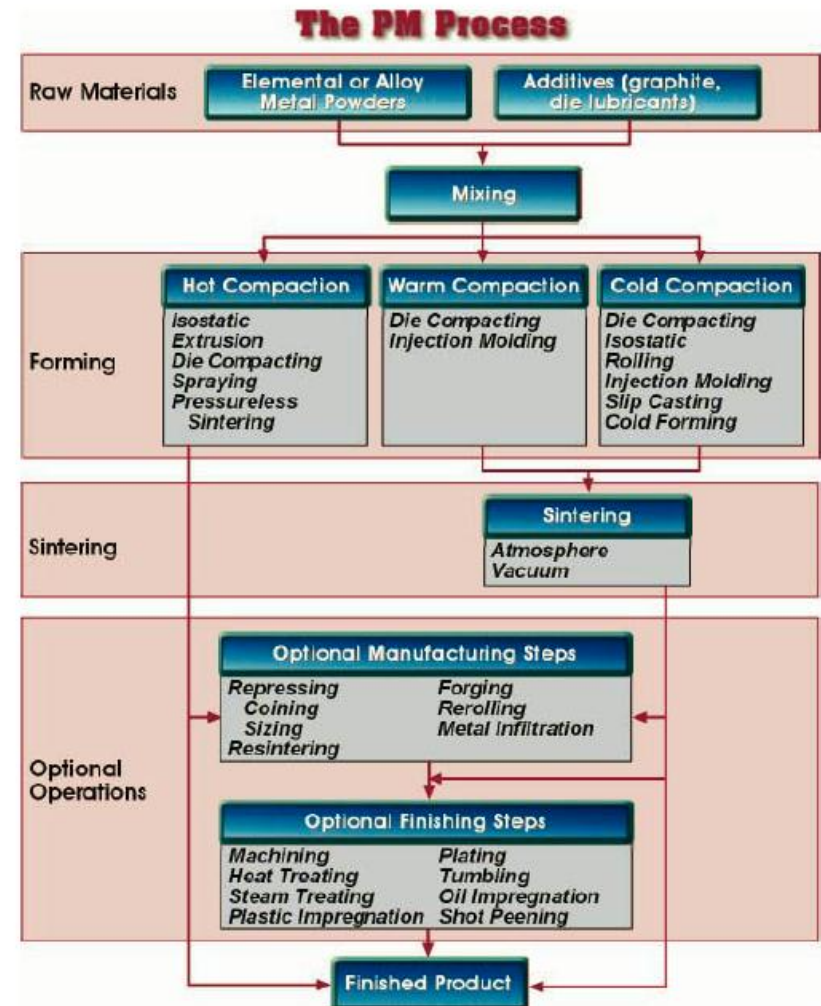 The PM Process
Raw Materials
Elemental or Alloy
Metal Powders
Additives (graphite,
die lubricants)
Mixing
Forming
Hot Compaction
Isostatic
Extrusion
Die Compacting
Spraying
Pressureless
Sintering
Warm Compaction
Die Compacting
Injection Molding
Cold Compaction
Die Compacting
Isostatic
Rolling
Injection Molding
Slip Casting
Cold Forming
Sintering
Sintering
Atmosphere
Vacuum
Optional
Operations
Optional Manufacturing Steps
Repressing
Coining
Sizing
Resintering
Forging
Rerolling
Metal Infiltration
Optional Finishing Steps
Machining
Heat Treating
Steam Treating
Plastic Impregnation
Plating
Tumbling
Oil Impregnation
Shot Peening
Finished Product